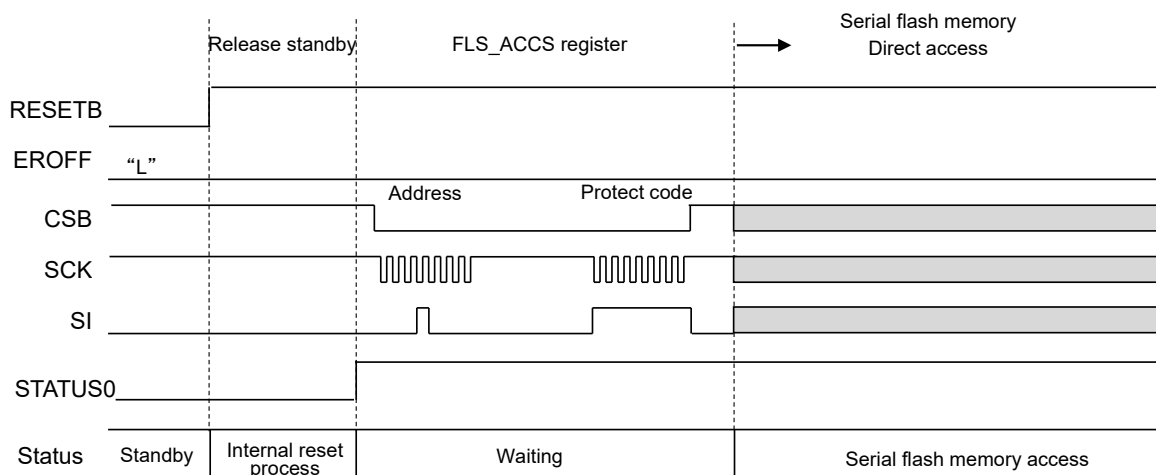 Release standby
FLS_ACCS register
Serial flash memory
Direct access
RESETB
EROFF
“L”
Address
Protect code
CSB
SCK
SI
STATUS0
Status
Standby
Internal reset
process
Waiting
Serial flash memory access